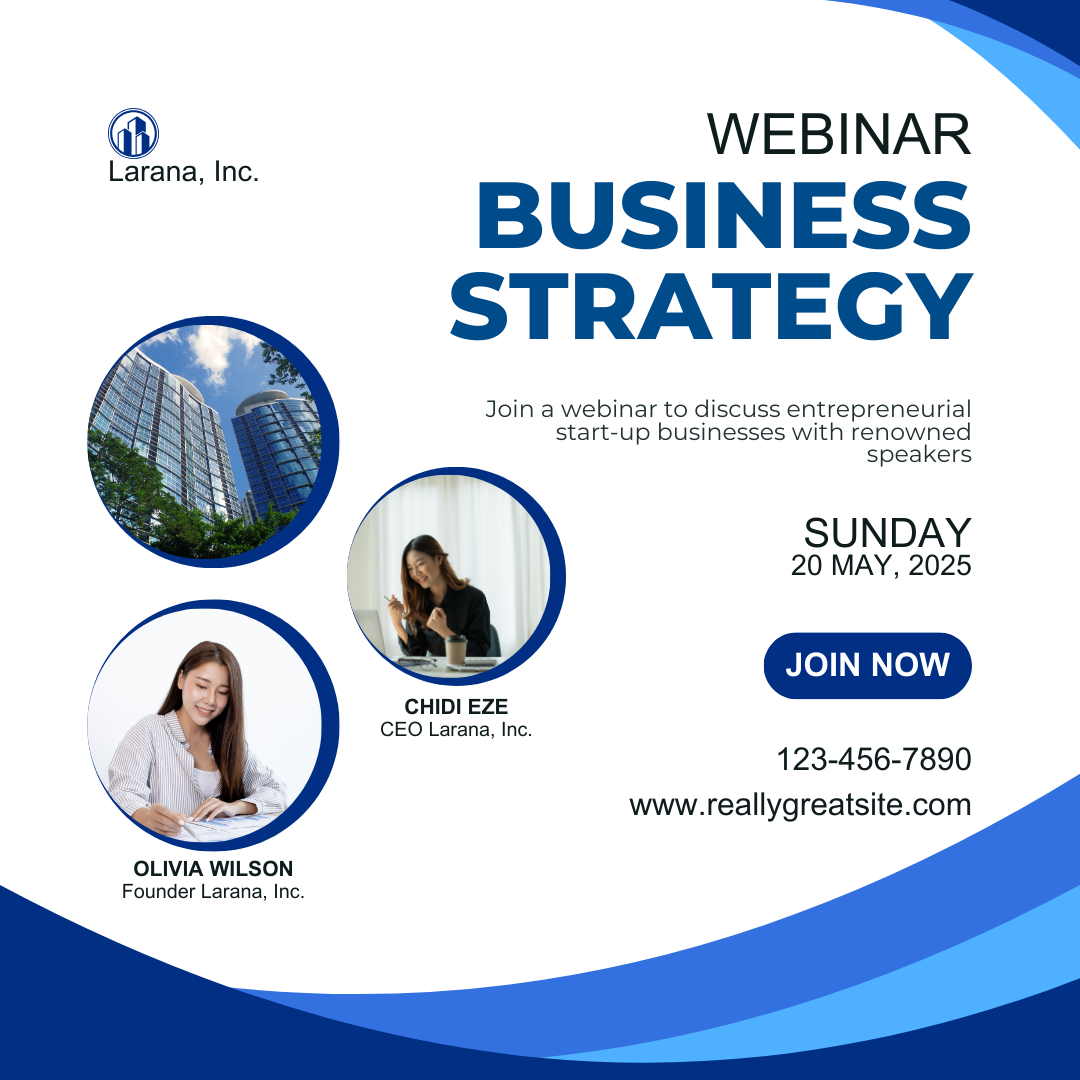 Larana, Inc.
WEBINAR
BUSINESS
STRATEGY
Join a webinar to discuss entrepreneurial
start-up businesses with renowned
speakers
SUNDAY
20 MAY, 2025
JOIN NOW
123-456-7890
www.reallygreatsite.com
CHIDI EZE
CEO Larana, Inc.
OLIVIA WILSON
Founder Larana, Inc.